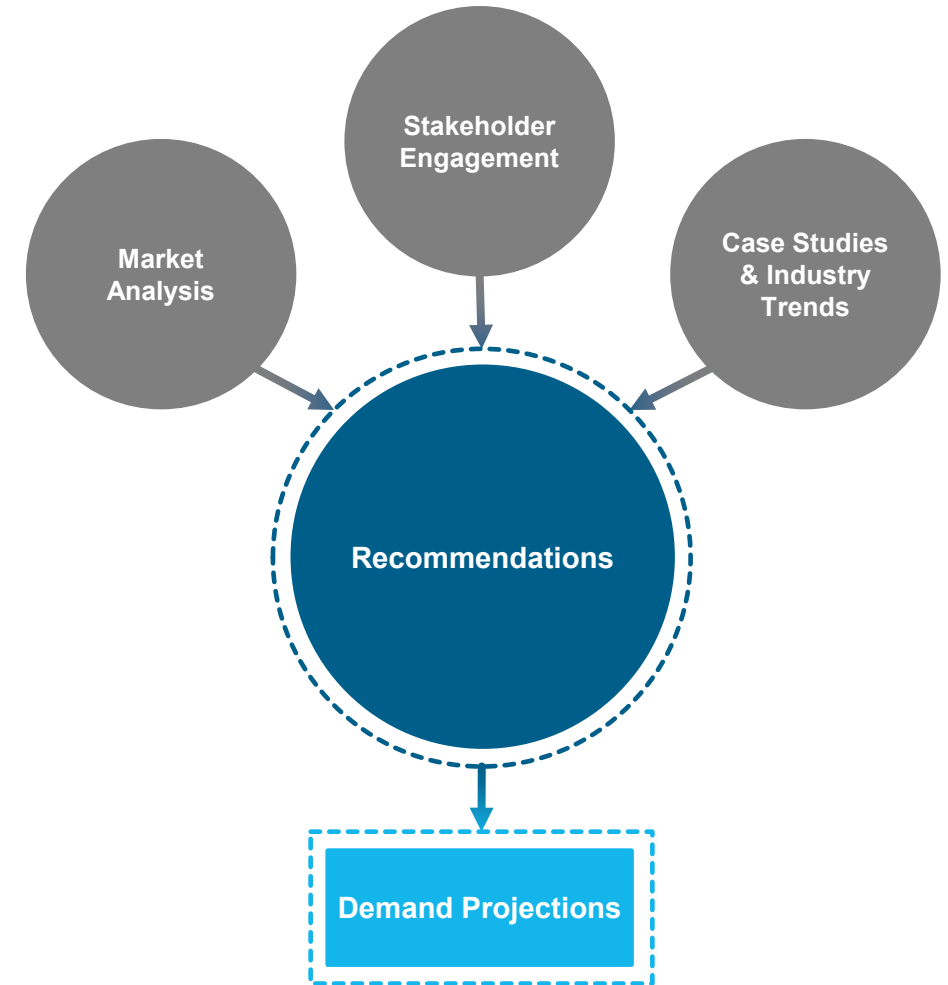 Stakeholder
Engagement
Market
Analysis
Case Studies
& Industry
Trends
Recommendations
Demand Projections